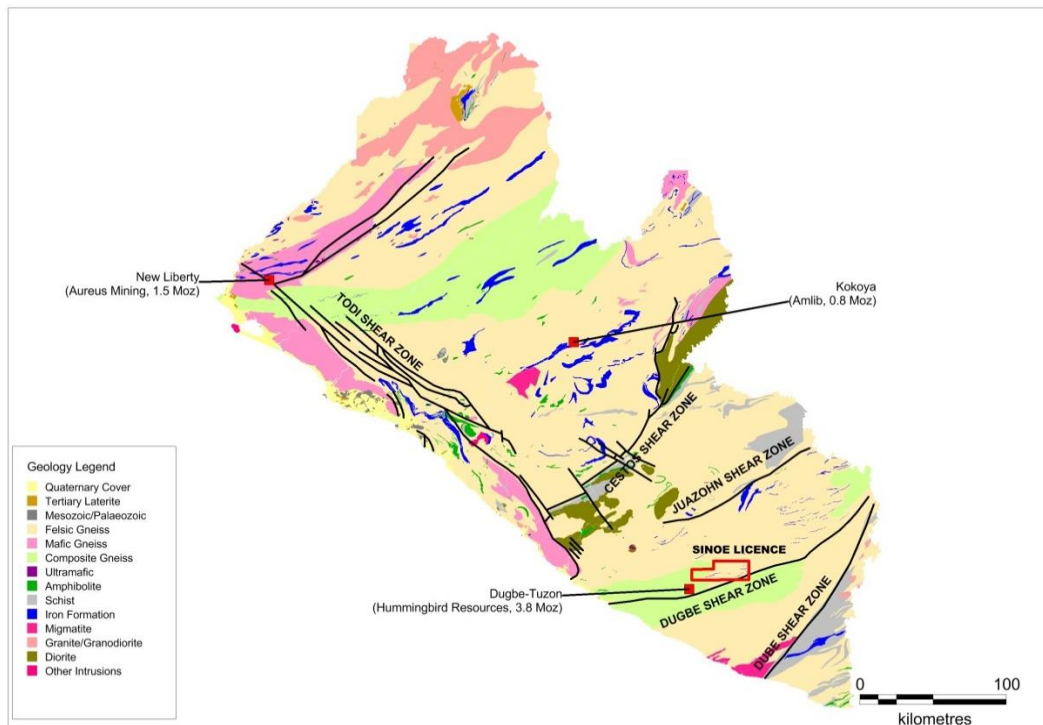 New Liberty
(Aureus Mining, 1.5 Moz)
TODI SHEAR ZONE
Kokoya
(Amlib, 0.8 Moz)
CESTOS SHEAR ZONE
JUAZOHN SHEAR ZONE
SINOE LICENCE
Dugbe-Tuzon
(Hummingbird Resources, 3.8 Moz)
DUGBE SHEAR ZONE
DUBE SHEAR ZONE
Geology Legend
Quaternary Cover
Tertiary Laterite
Mesozoic/Palaeozoic
Felsic Gneiss
Mafic Gneiss
Composite Gneiss
Ultramafic
Amphibolite
Schist
Iron Formation
Migmatite
Granite/Granodiorite
Diorite
Other Intrusions
0 100
kilometres